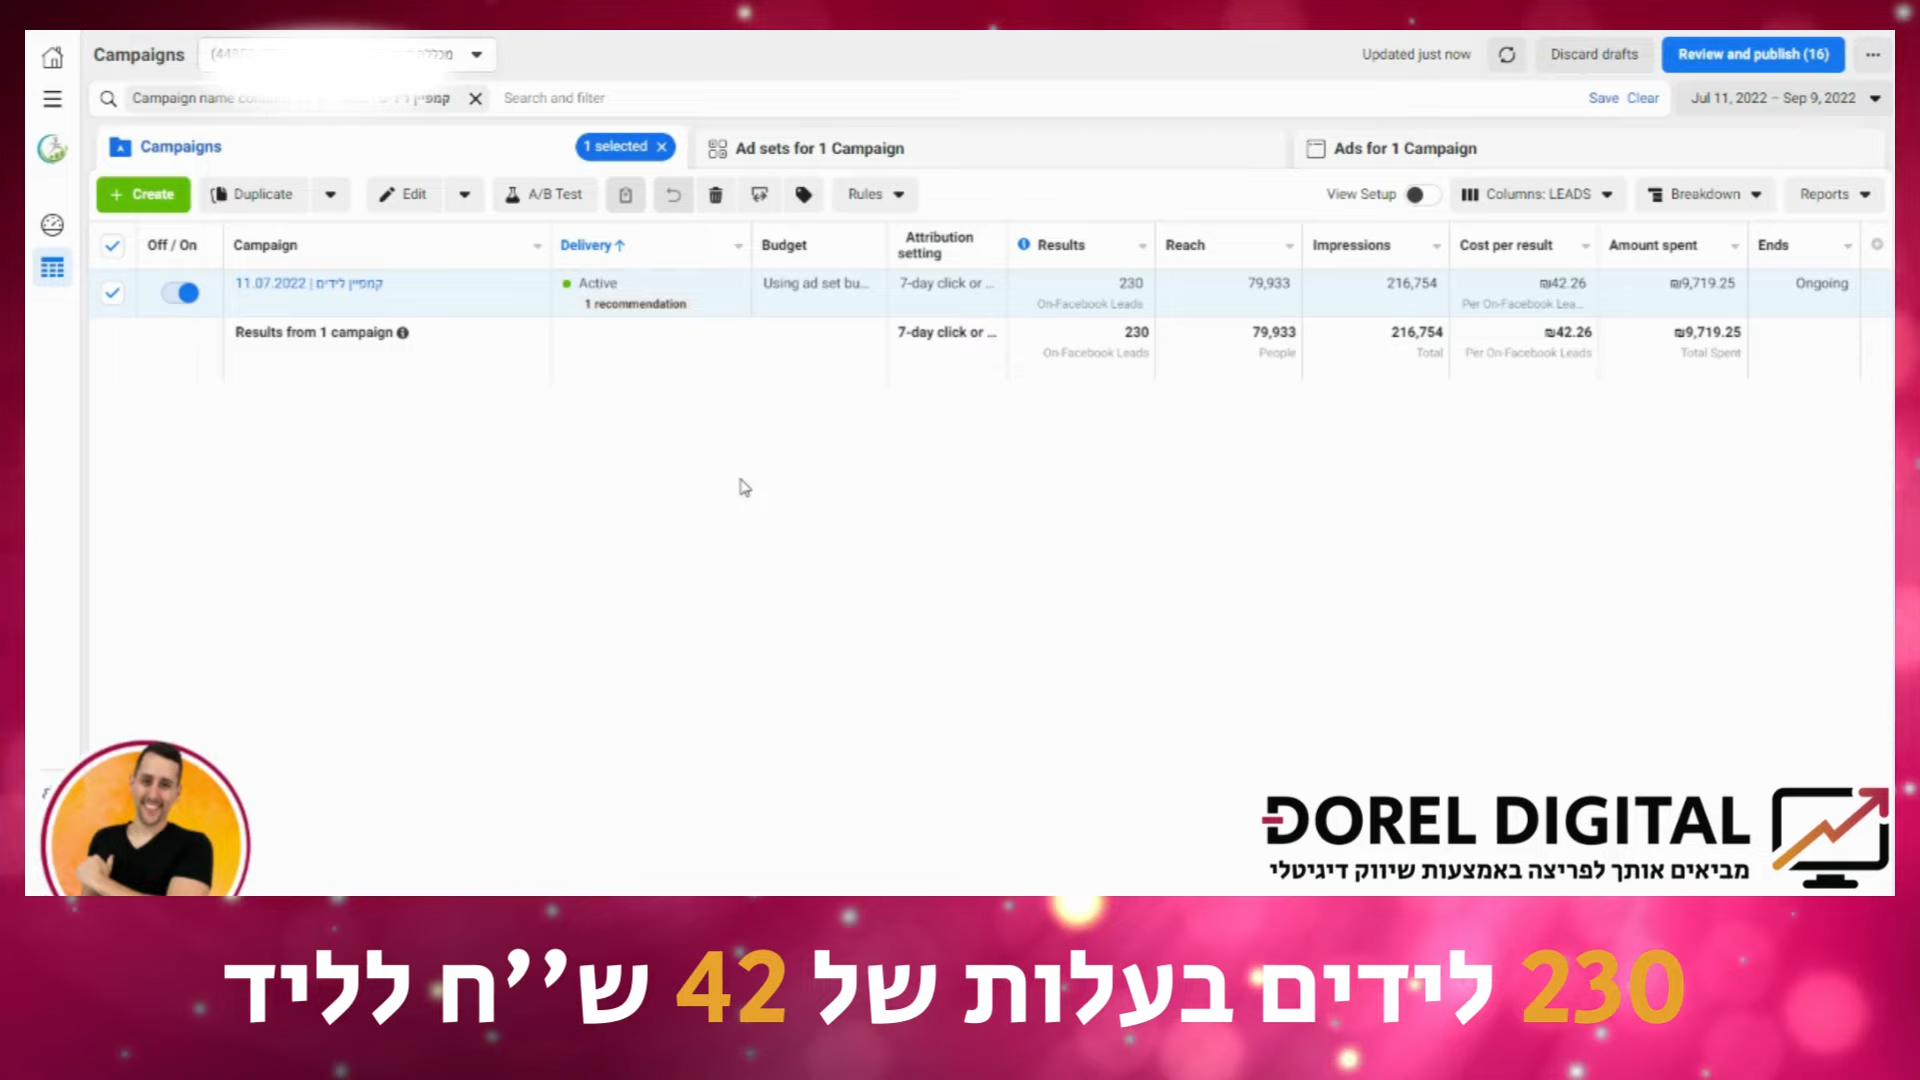 Campaigns
Updated just now
Discard drafts
Review and publish (16)
Campaign name
קמפיין לידים
Search and filter
Save Clear
Jul 11, 2022 – Sep 9, 2022
Campaigns
1 selected
Ad sets for 1 Campaign
Ads for 1 Campaign
+ Create
Duplicate
Edit
A/B Test
Rules
View Setup
Columns: LEADS
Breakdown
Reports
Off / On
Campaign
Delivery ↑
Budget
Attribution setting
Results
Reach
Impressions
Cost per result
Amount spent
Ends
קמפיין לידים | 11.07.2022
Active
1 recommendation
Using ad set bu...
7-day click or ...
230
On-Facebook Leads
79,933
216,754
₪42.26
Per On-Facebook Lea...
₪9,719.25
Ongoing
Results from 1 campaign
7-day click or ...
230
On-Facebook Leads
79,933
People
216,754
Total
₪42.26
Per On-Facebook Leads
₪9,719.25
Total Spent
DOREL DIGITAL
מביאים אותך לפריצה באמצעות שיווק דיגיטלי
230 לידים בעלות של 42 ש''ח לליד